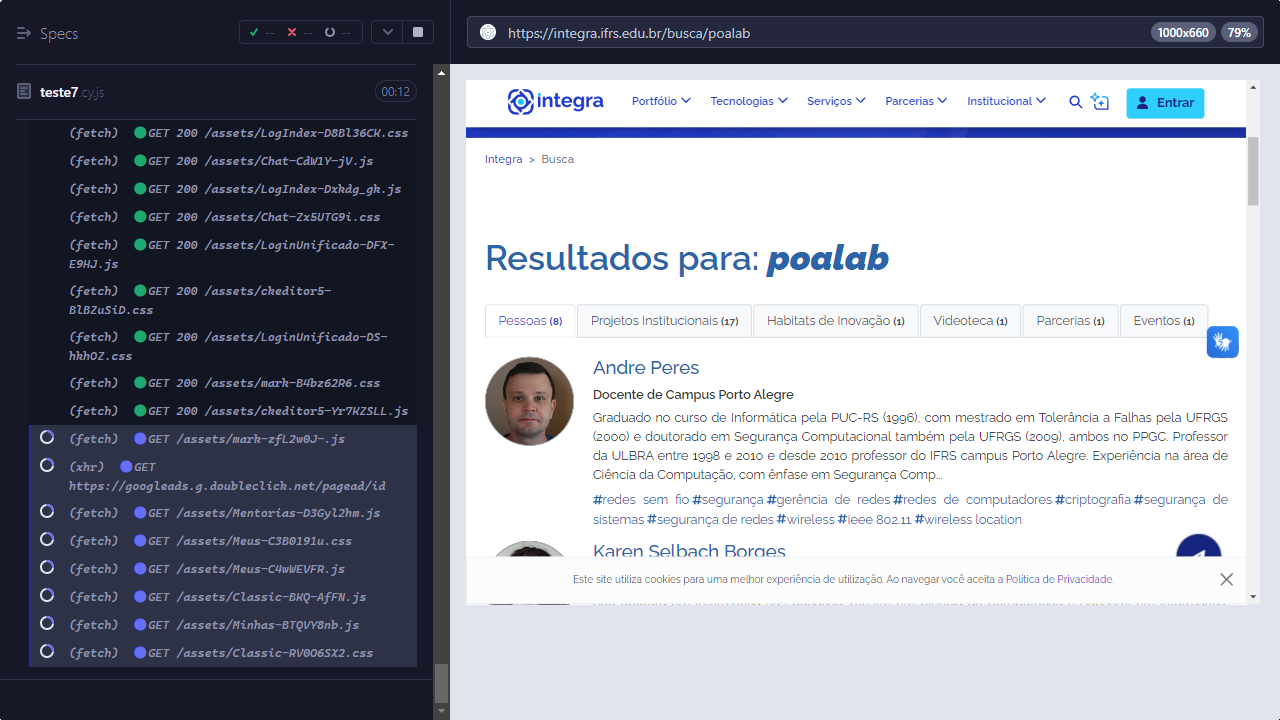 Specs
--
--
--
teste7.cy.js
00:12
(fetch) GET 200 /assets/LogIndex-D8Bl36CK.css
(fetch) GET 200 /assets/Chat-CdW1Y-jV.js
(fetch) GET 200 /assets/LogIndex-Dxhdg_gk.js
(fetch) GET 200 /assets/Chat-Zx5UTG9i.css
(fetch) GET 200 /assets/LoginUnificado-DFX-
E9HJ.js
(fetch) GET 200 /assets/ckeditor5-
BlBZuSiD.css
(fetch) GET 200 /assets/LoginUnificado-DS-
hkhOZ.css
(fetch) GET 200 /assets/mark-B4bz62R6.css
(fetch) GET 200 /assets/ckeditor5-Yr7KZSLL.js
(fetch) GET /assets/mark-zfL2w0J-.js
(xhr) GET
https://googleads.g.doubleclick.net/pagead/id
(fetch) GET /assets/Mentorias-D3Gyl2hm.js
(fetch) GET /assets/Meus-C3B0191u.css
(fetch) GET /assets/Meus-C4wWEVFR.js
(fetch) GET /assets/Classic-BKQ-AfFN.js
(fetch) GET /assets/Minhas-BTQVY8nb.js
(fetch) GET /assets/Classic-RV0O6SX2.css
https://integra.ifrs.edu.br/busca/poalab
1000x660
79%
integra
Portfólio
Tecnologias
Serviços
Parcerias
Institucional
Entrar
Integra > Busca
Resultados para: poalab
Pessoas (8)
Projetos Institucionais (17)
Habitats de Inovação (1)
Videoteca (1)
Parcerias (1)
Eventos (1)
Andre Peres
Docente de Campus Porto Alegre
Graduado no curso de Informática pela PUC-RS (1996), com mestrado em Tolerância a Falhas pela UFRGS
(2000) e doutorado em Segurança Computacional também pela UFRGS (2009), ambos no PPGC. Professor
da ULBRA entre 1998 e 2010 e desde 2010 professor do IFRS campus Porto Alegre. Experiência na área de
Ciência da Computação, com ênfase em Segurança Comp...
#redes sem fio #segurança #gerência de redes #redes de computadores #criptografia #segurança de
sistemas #segurança de redes #wireless #ieee 802.11 #wireless location
Karen Selbach Borges
Este site utiliza cookies para uma melhor experiência de utilização. Ao navegar você aceita a Política de Privacidade.